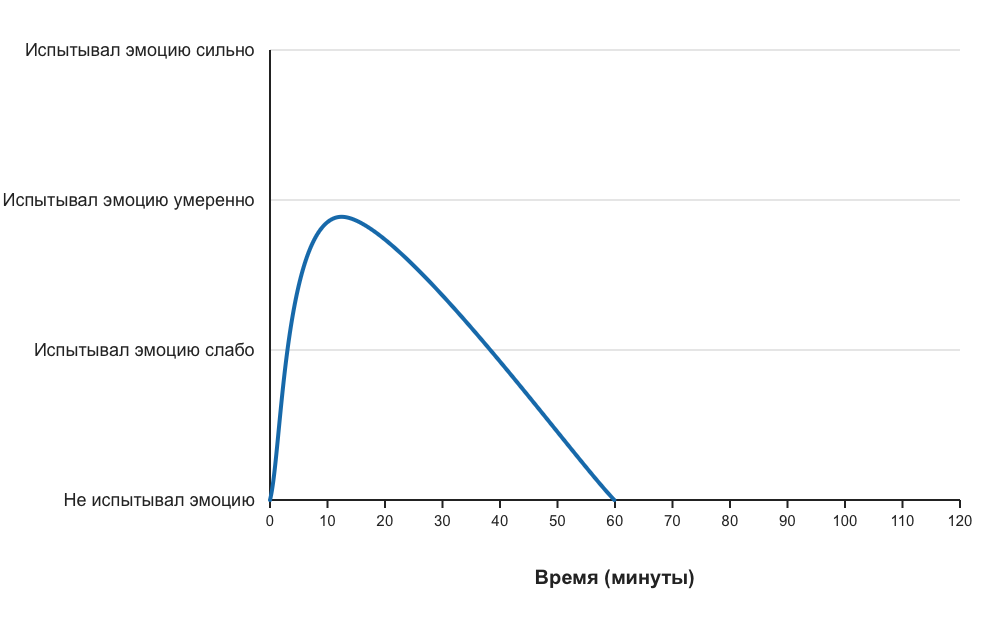 Испытывал эмоцию сильно
Испытывал эмоцию умеренно
Испытывал эмоцию слабо
Не испытывал эмоцию
0 10 20 30 40 50 60 70 80 90 100 110 120
Время (минуты)